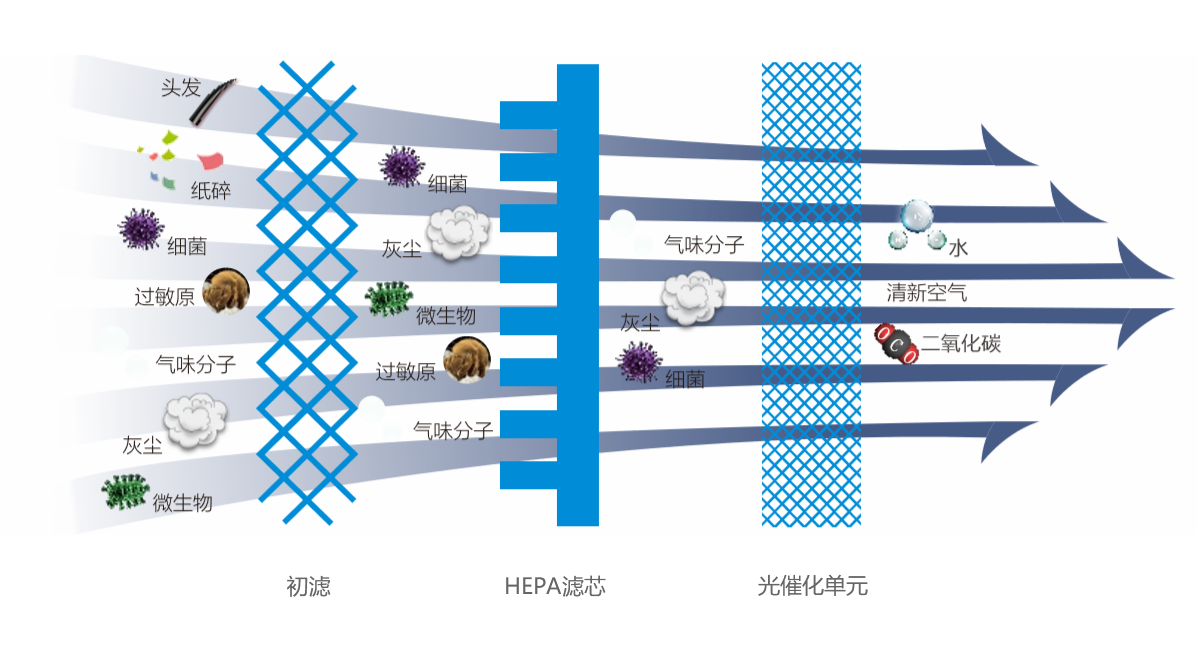 头发
纸碎
细菌
过敏原
气味分子
灰尘
微生物
细菌
灰尘
微生物
过敏原
气味分子
气味分子
灰尘
细菌
水
清新空气
O C O
二氧化碳
初滤
HEPA滤芯
光催化单元